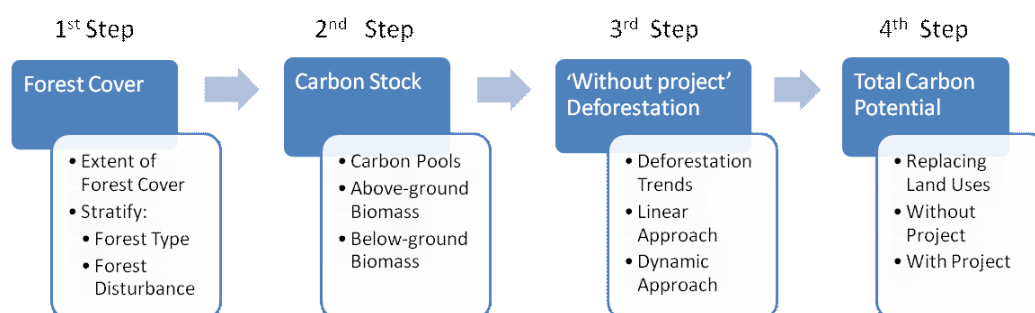 1st Step
Forest Cover
• Extent of
Forest Cover
• Stratify:
• Forest Type
• Forest
Disturbance
2nd Step
Carbon Stock
• Carbon Pools
• Above-ground
Biomass
• Below-ground
Biomass
3rd Step
‘Without project’
Deforestation
• Deforestation
Trends
• Linear
Approach
• Dynamic
Approach
4th Step
Total Carbon
Potential
• Replacing
Land Uses
• Without
Project
• With Project